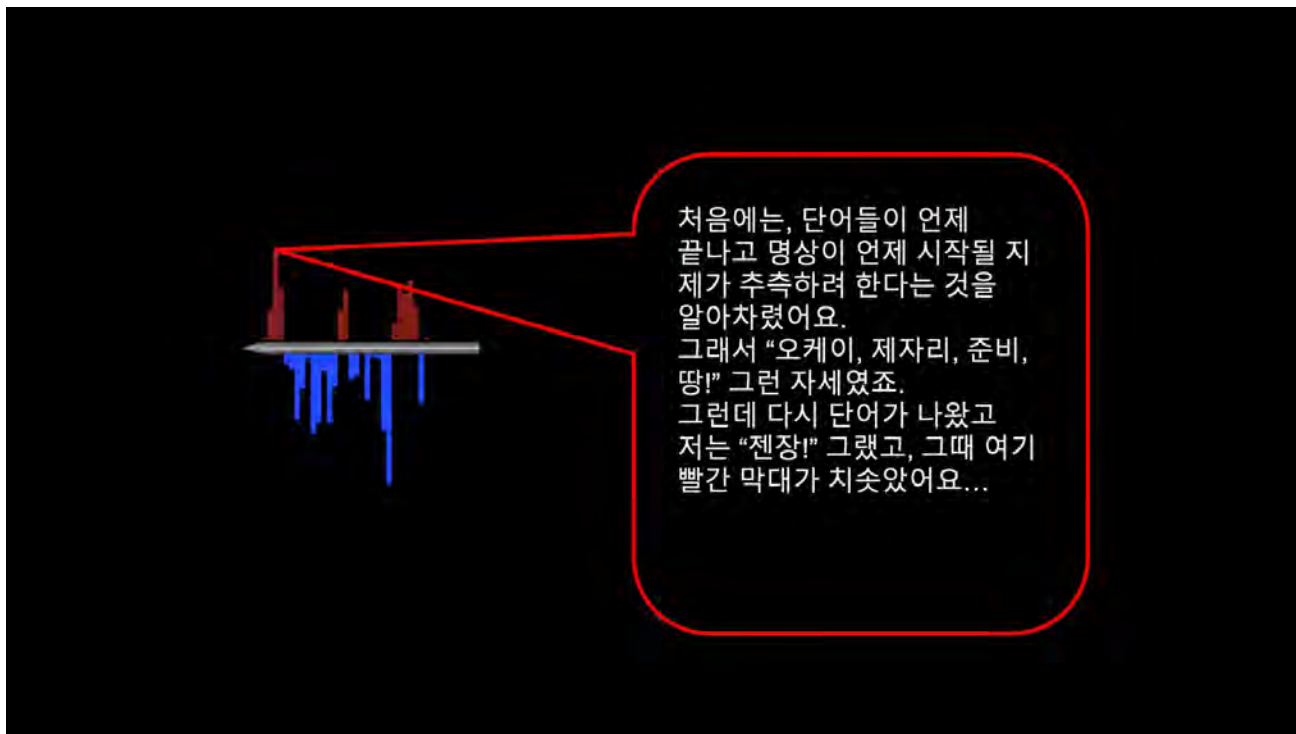 처음에는, 단어들이 언제
끝나고 명상이 언제 시작될 지
제가 추측하려 한다는 것을
알아차렸어요.
그래서 “오케이, 제자리, 준비,
땅!” 그런 자세였죠.
그런데 다시 단어가 나왔고
저는 “젠장!” 그랬고, 그때 여기
빨간 막대가 치솟았어요…